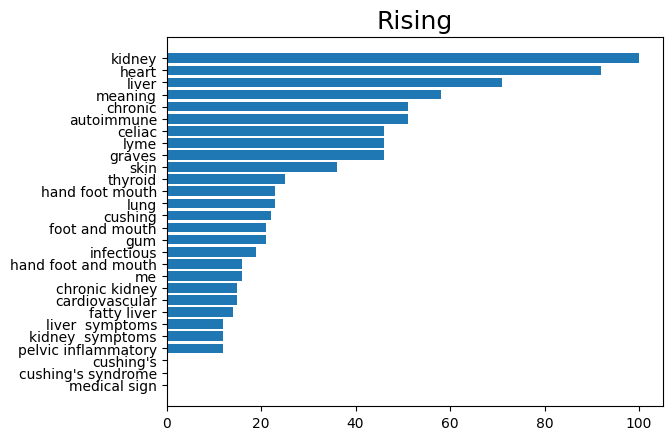 Rising
kidney
heart
liver
meaning
chronic
autoimmune
celiac
lyme
graves
skin
thyroid
hand foot mouth
lung
cushing
foot and mouth
gum
infectious
hand foot and mouth
me
chronic kidney
cardiovascular
fatty liver
liver  symptoms
kidney  symptoms
pelvic inflammatory
cushing's
cushing's syndrome
medical sign
0 20 40 60 80 100